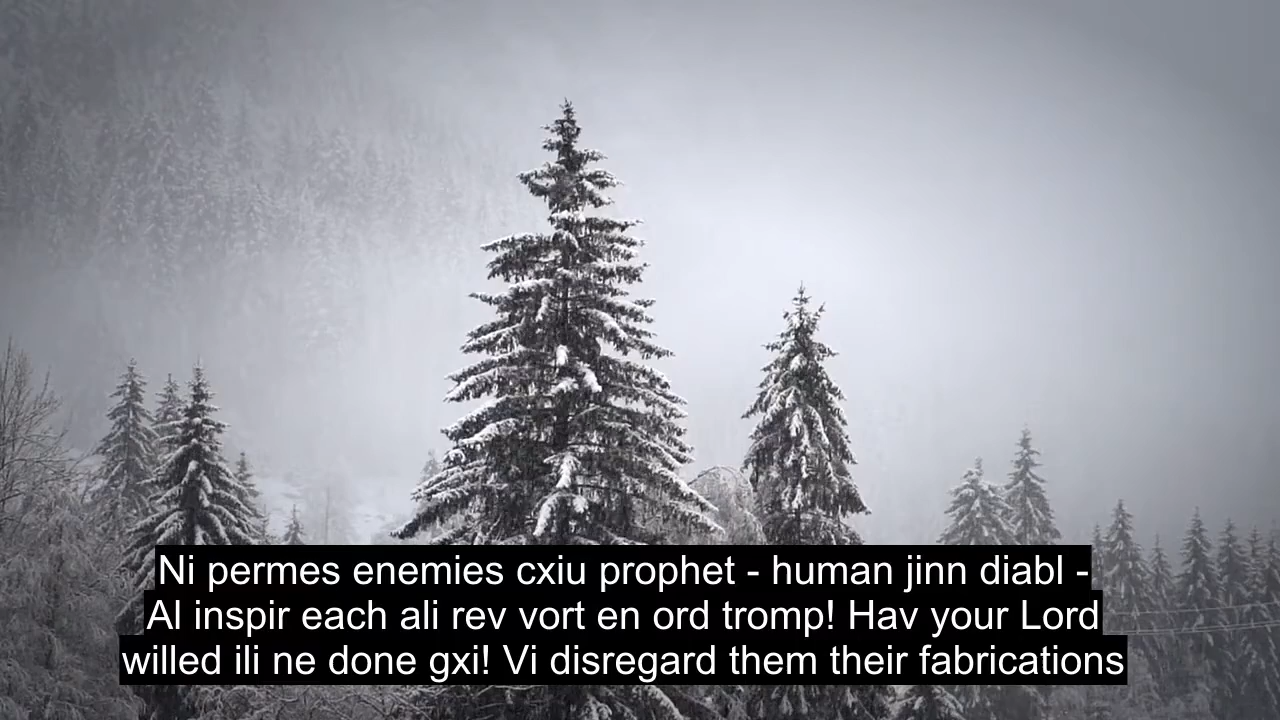 Ni permes enemies cxiu prophet - human jinn diabl -
Al inspir each ali rev vort en ord tromp! Hav your Lord
willed ili ne done gxi! Vi disregard them their fabrications